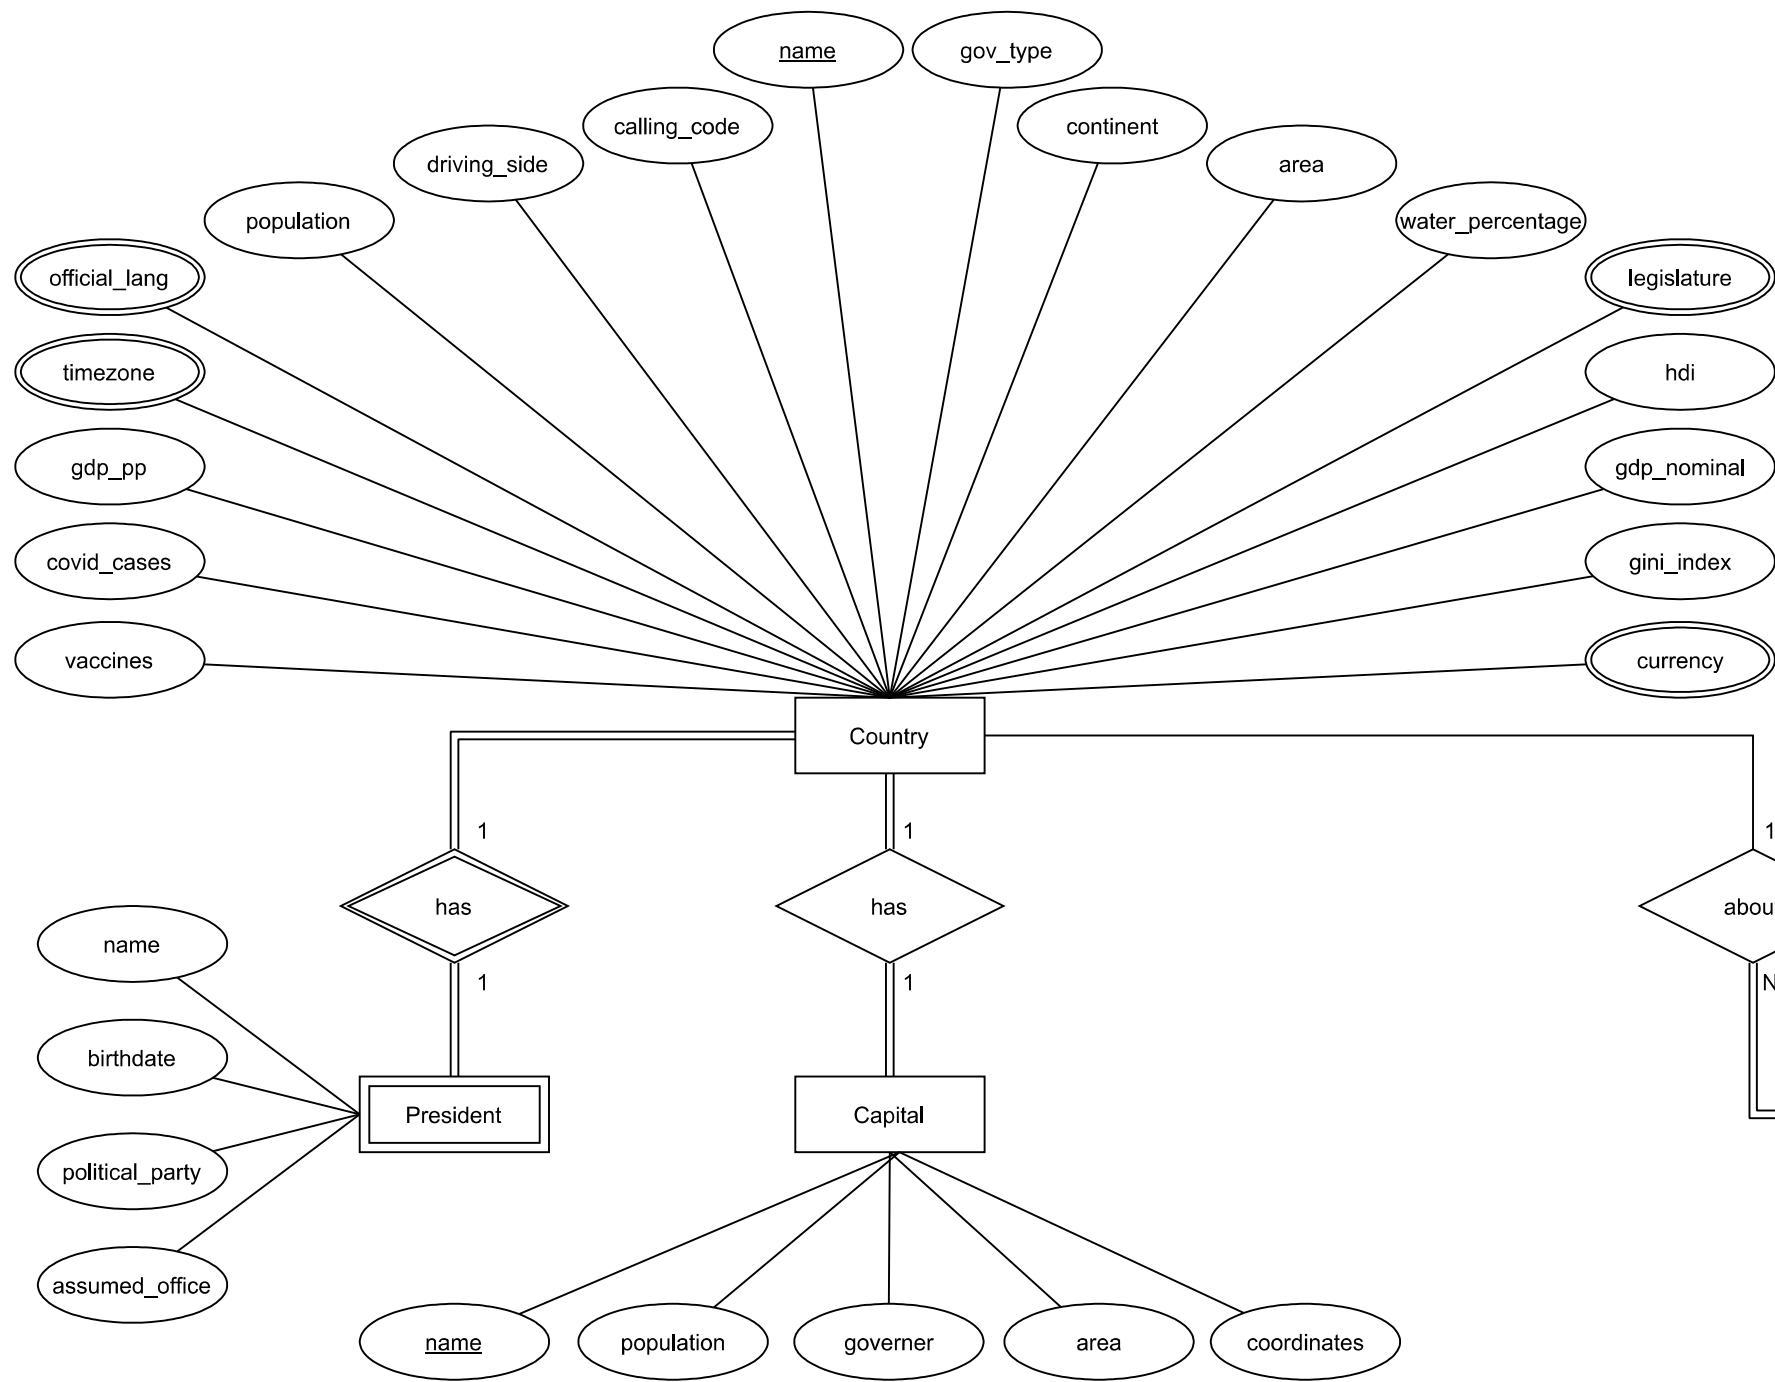 name
gov_type
calling_code
continent
driving_side
area
population
water_percentage
official_lang
legislature
timezone
hdi
gdp_pp
gdp_nominal
covid_cases
gini_index
vaccines
currency
Country
1
1
1
has
has
abou
name
1
1
N
birthdate
President
Capital
political_party
assumed_office
name
population
governer
area
coordinates